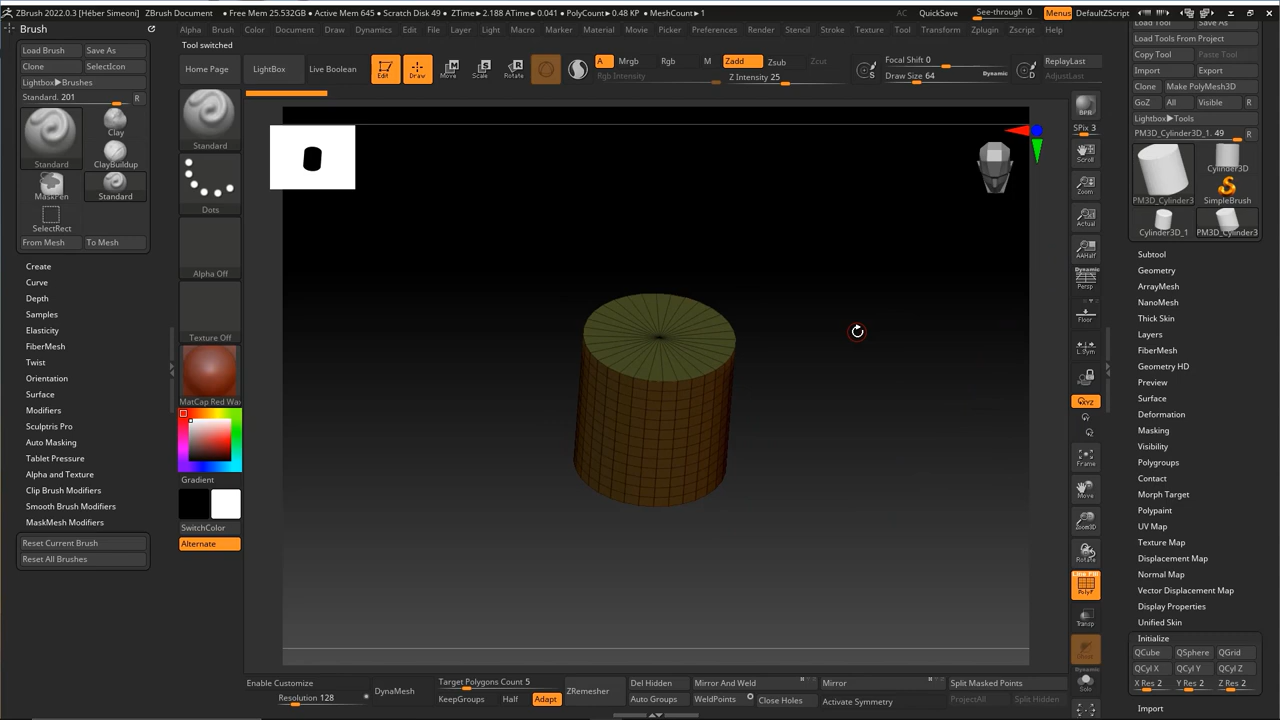 ZBrush 2022.0.3 [Héber Simeoni] ZBrush Document • Free Mem 25.532GB • Active Mem 645 • Scratch Disk 49 • ZTime▸2.188 ATime▸0.041 • PolyCount▸0.48 KP • MeshCount▸1 AC QuickSave See-through 0 Menus DefaultZScript
Brush
Alpha Brush Color Document Draw Dynamics Edit File Layer Light Macro Marker Material Movie Picker Preferences Render Stencil Stroke Texture Tool Transform Zplugin Zscript
Tool switched
Load Brush Save As
Clone SelectIcon
Lightbox▸Brushes
Standard. 201 R
Standard
Clay
ClayBuildup
MaskPen Standard
SelectRect
From Mesh To Mesh
Create
Curve
Depth
Samples
Elasticity
FiberMesh
Twist
Orientation
Surface
Modifiers
Sculptris Pro
Auto Masking
Tablet Pressure
Alpha and Texture
Clip Brush Modifiers
Smooth Brush Modifiers
MaskMesh Modifiers
Reset Current Brush
Reset All Brushes
Home Page LightBox Live Boolean Edit Draw Move Scale Rotate
A Mrgb Rgb M Zadd Zsub Zcut
Rgb Intensity Z Intensity 25
S Focal Shift 0
Draw Size 64 Dynamic
D ReplayLast
AdjustLast
Standard
Dots
Alpha Off
Texture Off
MatCap Red Wax
Gradient
SwitchColor
Alternate
BPR
SPix 3
Scroll
Zoom
Actual
AAHalf
Dynamic
Persp
Floor
L.Sym
XYZ
Frame
Move
Zoom3D
Rotate
Line Fill
PolyF
Transp
Dynamic
Solo
Load Tool Save As
Load Tools From Project
Copy Tool Paste Tool
Import Export
Clone Make PolyMesh3D
GoZ All Visible R
Lightbox▸Tools
PM3D_Cylinder3D_1. 49 R
PM3D_Cylinder3
Cylinder3D
SimpleBrush
Cylinder3D_1 PM3D_Cylinder3
Subtool
Geometry
ArrayMesh
NanoMesh
Thick Skin
Layers
FiberMesh
Geometry HD
Preview
Surface
Deformation
Masking
Visibility
Polygroups
Contact
Morph Target
Polypaint
UV Map
Texture Map
Displacement Map
Normal Map
Vector Displacement Map
Display Properties
Unified Skin
Initialize
QCube QSphere QGrid
QCyl X QCyl Y QCyl Z
X Res 2 Y Res 2 Z Res 2
Import
Enable Customize
Resolution 128
DynaMesh
Target Polygons Count 5
KeepGroups Half Adapt
ZRemesher
Del Hidden Mirror And Weld Mirror Split Masked Points
Auto Groups WeldPoints Close Holes Activate Symmetry ProjectAll Split Hidden